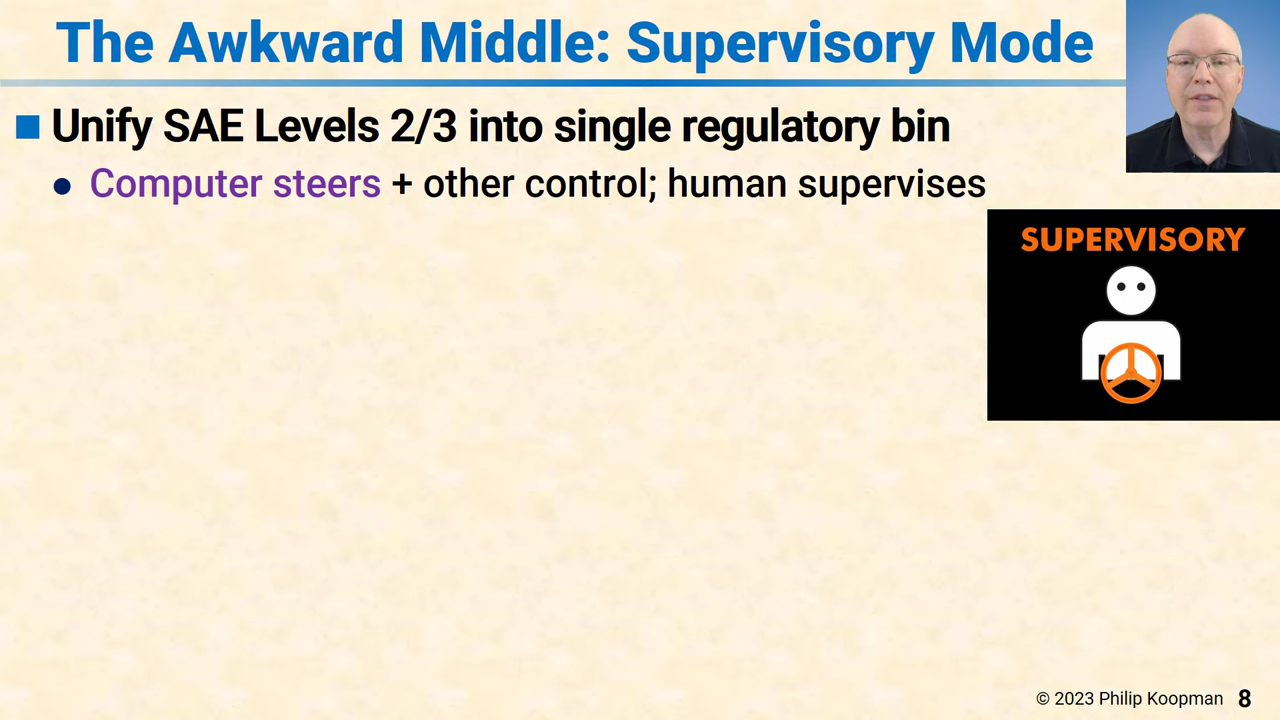 The Awkward Middle: Supervisory Mode
Unify SAE Levels 2/3 into single regulatory bin
Computer steers + other control; human supervises
SUPERVISORY
© 2023 Philip Koopman 8